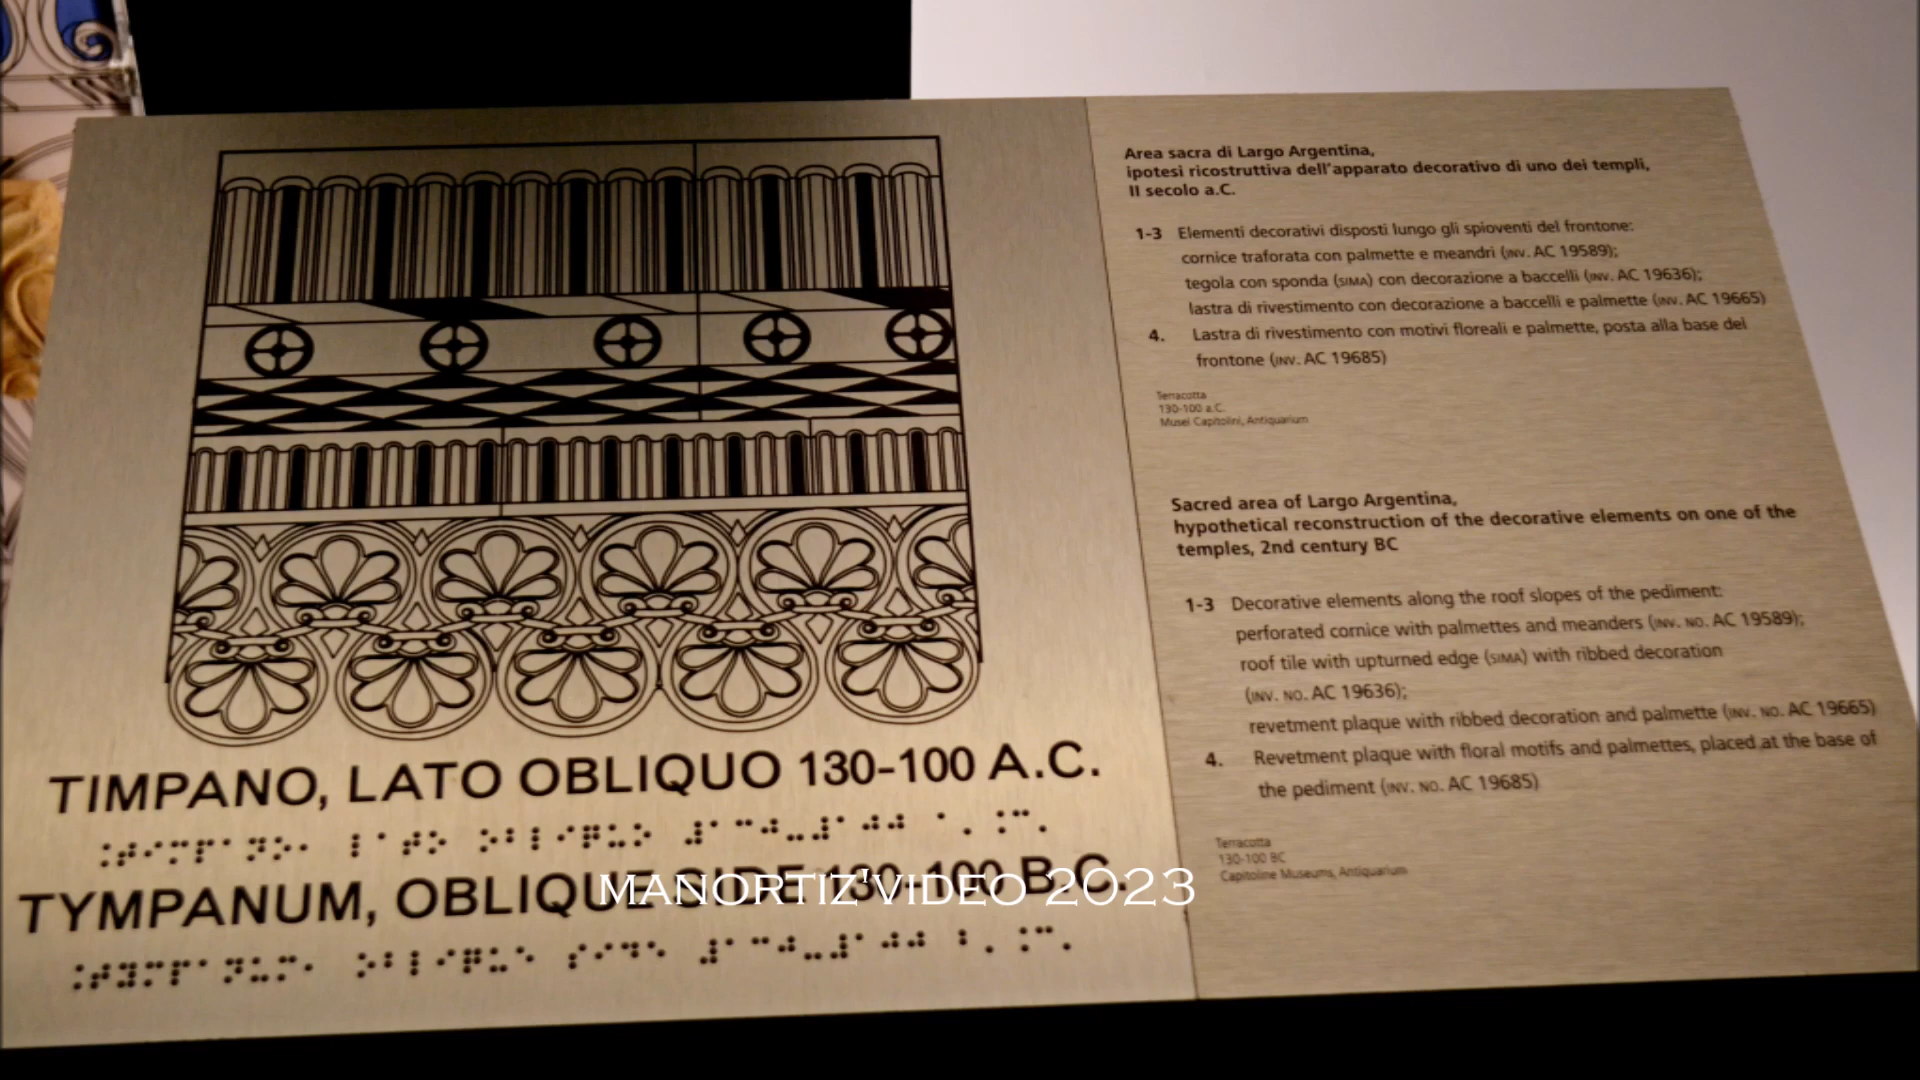 Area sacra di Largo Argentina,
ipotesi ricostruttiva dell'apparato decorativo di uno dei templi,
II secolo a.C.
1-3 Elementi decorativi disposti lungo gli spioventi del frontone:
cornice traforata con palmette e meandri (INV. AC 19589);
tegola con sponda (SIMA) con decorazione a baccelli (INV. AC 19636);
lastra di rivestimento con decorazione a baccelli e palmette (INV. AC 19665)
4. Lastra di rivestimento con motivi floreali e palmette, posta alla base del
frontone (INV. AC 19685)
Terracotta
130-100 a.C.
Musei Capitolini, Antiquarium
Sacred area of Largo Argentina,
hypothetical reconstruction of the decorative elements on one of the
temples, 2nd century BC
1-3 Decorative elements along the roof slopes of the pediment:
perforated cornice with palmettes and meanders (INV. NO. AC 19589);
roof tile with upturned edge (SIMA) with ribbed decoration
(INV. NO. AC 19636);
revetment plaque with ribbed decoration and palmette (INV. NO. AC 19665)
4. Revetment plaque with floral motifs and palmettes, placed at the base of
the pediment (INV. NO. AC 19685)
Terracotta
130-100 BC
Capitoline Museums, Antiquarium
TIMPANO, LATO OBLIQUO 130-100 A.C.
TYMPANUM, OBLIQUE SIDE 130-100 B.C.
MANORTIZ'VIDEO 2023